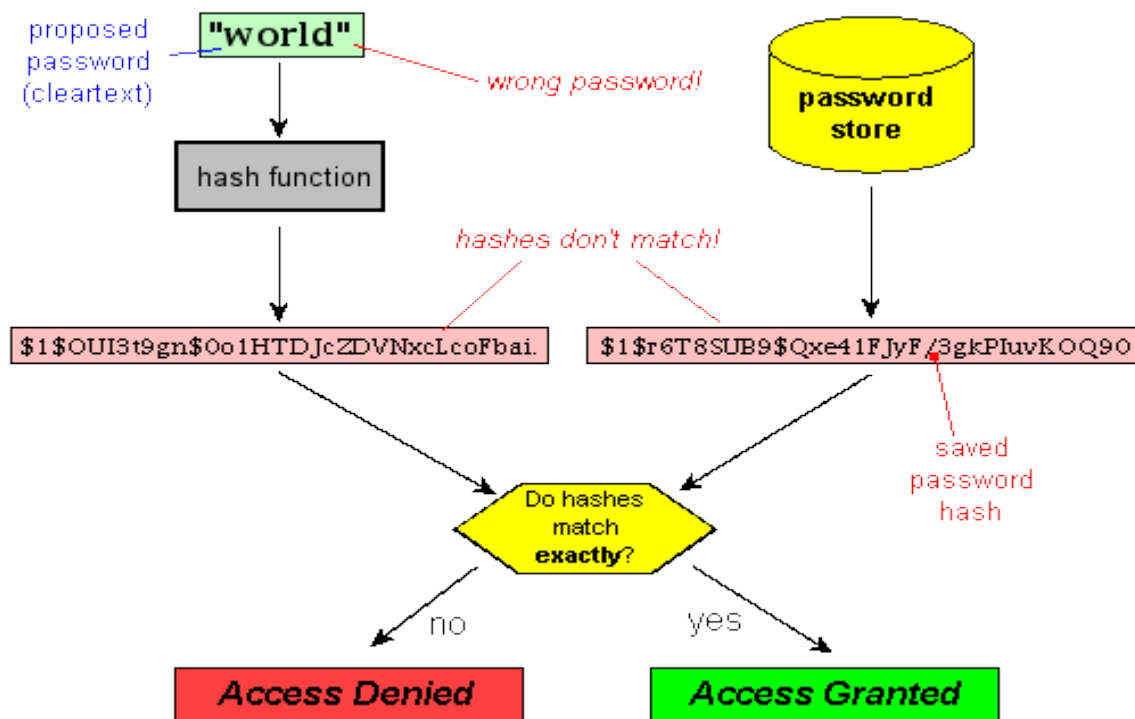 proposed
password
(cleartext)
"world"
wrong password!
password
store
hash function
hashes don't match!
$1$OUI3t9gn$0o1HTDJcZDVNxcLcoFbai.
$1$r6T8SUB9$Qxe41FJyF/3gkPIuvKOQ90
saved
password
hash
Do hashes
match
exactly?
no
yes
Access Denied
Access Granted